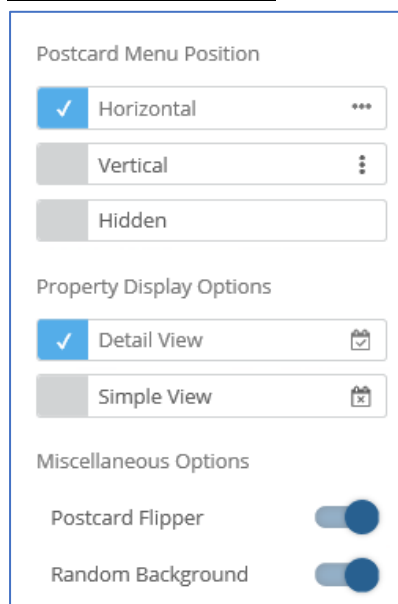 Postcard Menu Position
Horizontal
Vertical
Hidden
Property Display Options
Detail View
Simple View
Miscellaneous Options
Postcard Flipper
Random Background